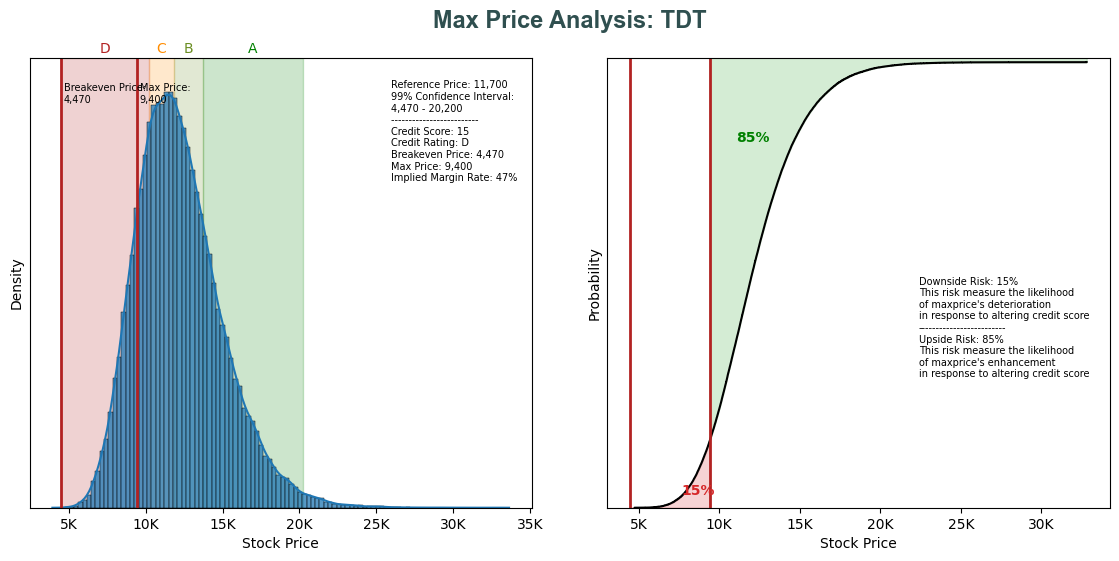 Max Price Analysis: TDT
D C B A
Breakeven Price:
4,470
Max Price:
9,400
Reference Price: 11,700
99% Confidence Interval:
4,470 - 20,200
-------------------------
Credit Score: 15
Credit Rating: D
Breakeven Price: 4,470
Max Price: 9,400
Implied Margin Rate: 47%
Density
5K 10K 15K 20K 25K 30K 35K
Stock Price
85%
15%
Downside Risk: 15%
This risk measure the likelihood
of maxprice's deterioration
in response to altering credit score
-------------------------
Upside Risk: 85%
This risk measure the likelihood
of maxprice's enhancement
in response to altering credit score
Probability
5K 10K 15K 20K 25K 30K
Stock Price